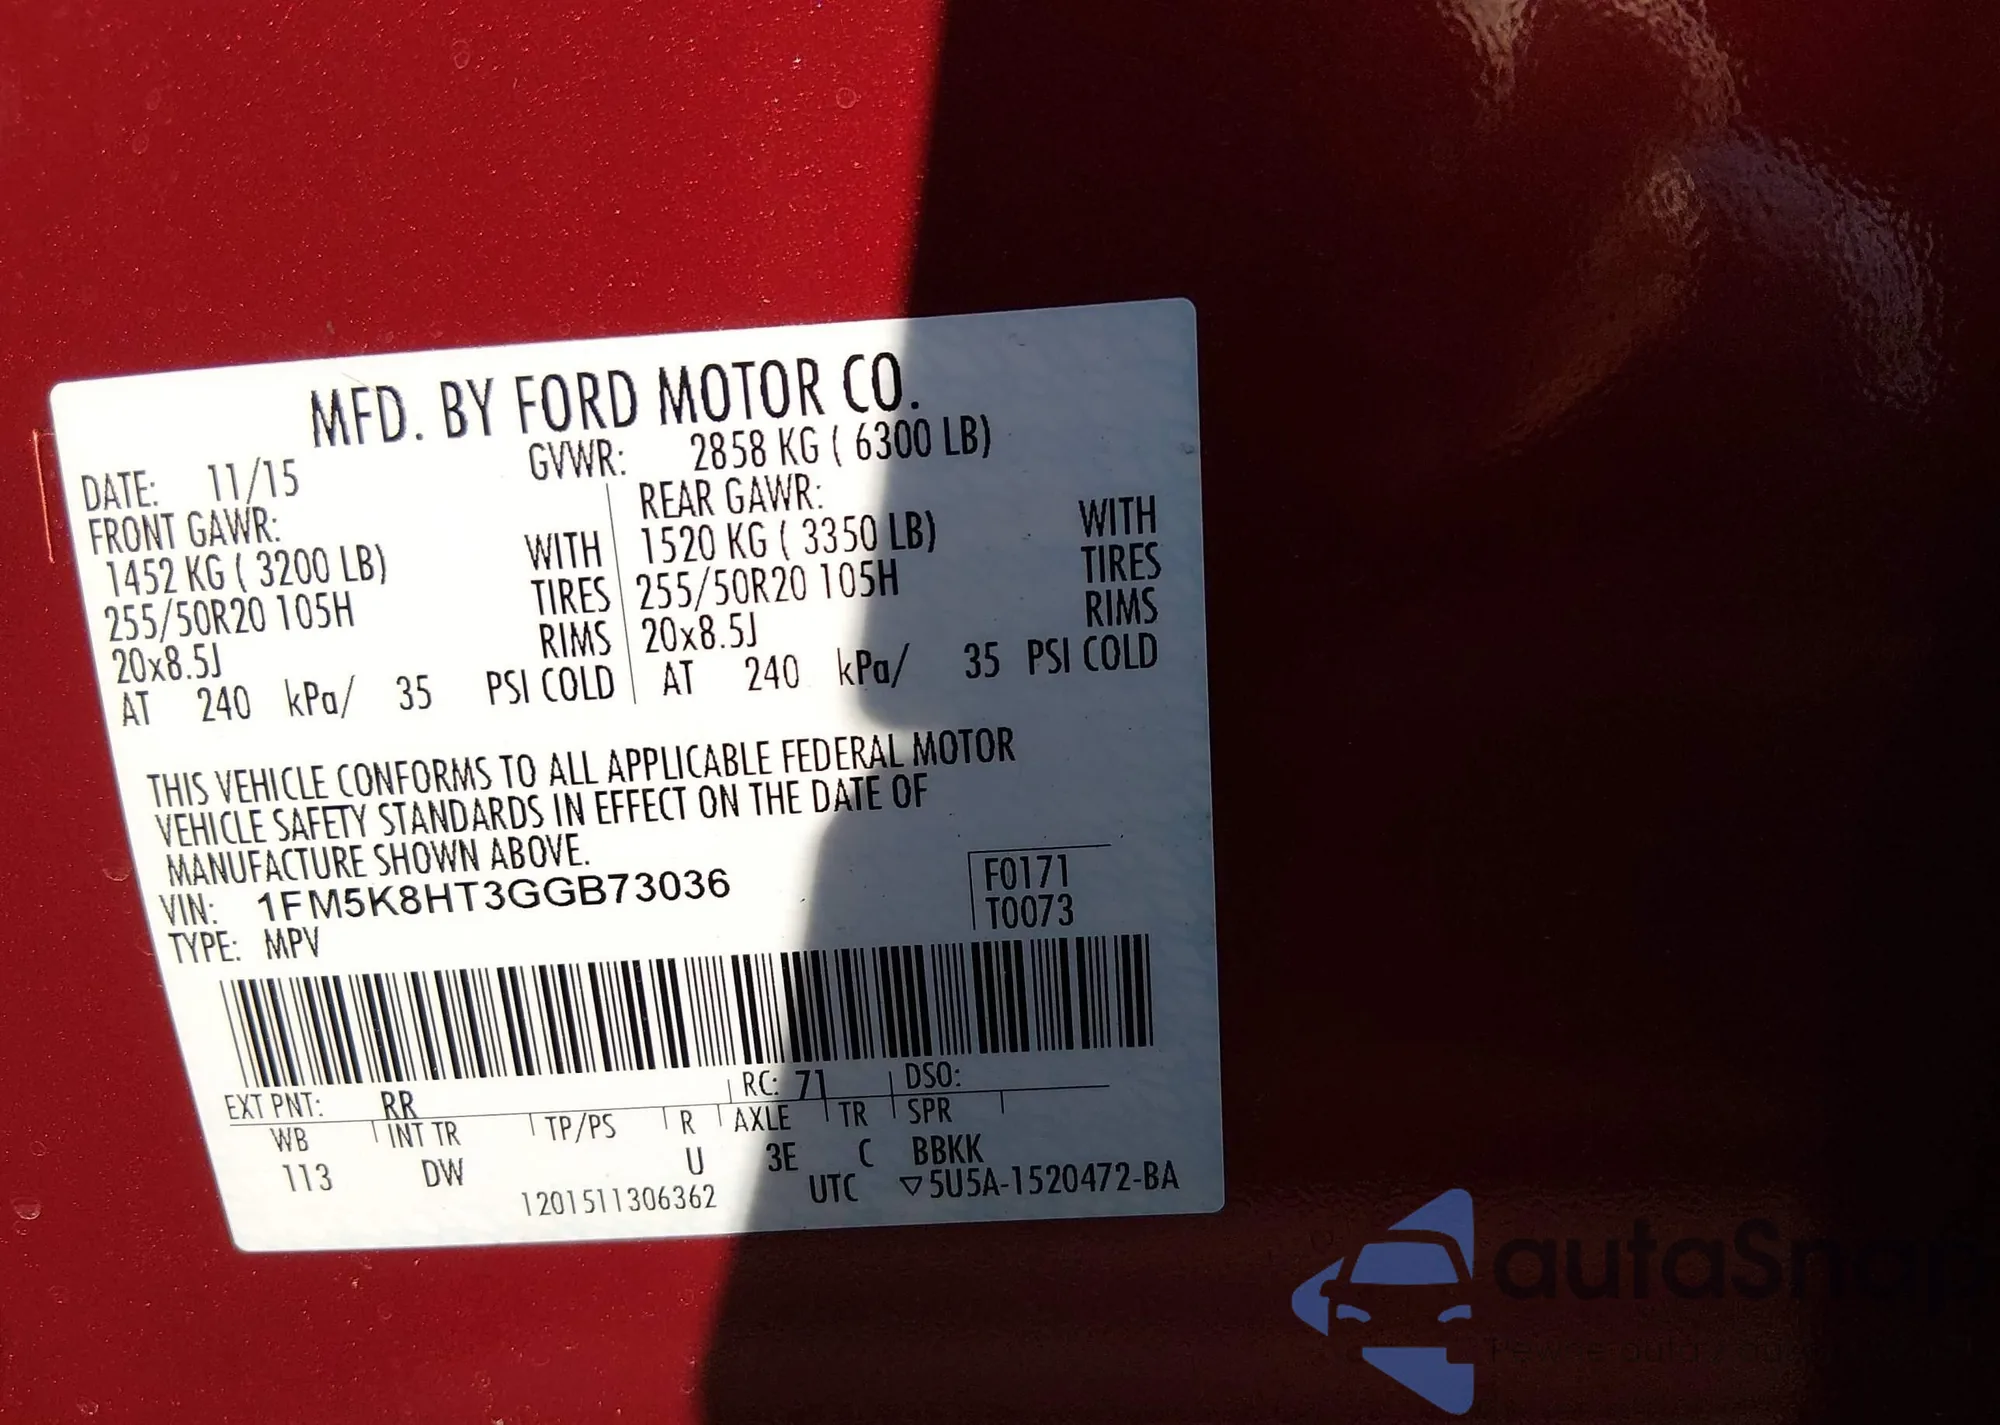 MFD. BY FORD MOTOR CO.
DATE: 11/15 GVWR: 2858 KG ( 6300 LB)
FRONT GAWR: REAR GAWR:
1452 KG ( 3200 LB) WITH 1520 KG ( 3350 LB) WITH
255/50R20 105H TIRES 255/50R20 105H TIRES
20x8.5J RIMS 20x8.5J RIMS
AT 240 kPa/ 35 PSI COLD AT 240 kPa/ 35 PSI COLD
THIS VEHICLE CONFORMS TO ALL APPLICABLE FEDERAL MOTOR
VEHICLE SAFETY STANDARDS IN EFFECT ON THE DATE OF
MANUFACTURE SHOWN ABOVE.
VIN: 1FM5K8HT3GGB73036
F0171
TYPE: MPV
T0073
EXT PNT: RR RC: 71 DSO:
WB INT TR TP/PS R AXLE TR SPR
113 DW U 3E C BBKK
1201511306362 UTC ▽5U5A-1520472-BA
autaSnap